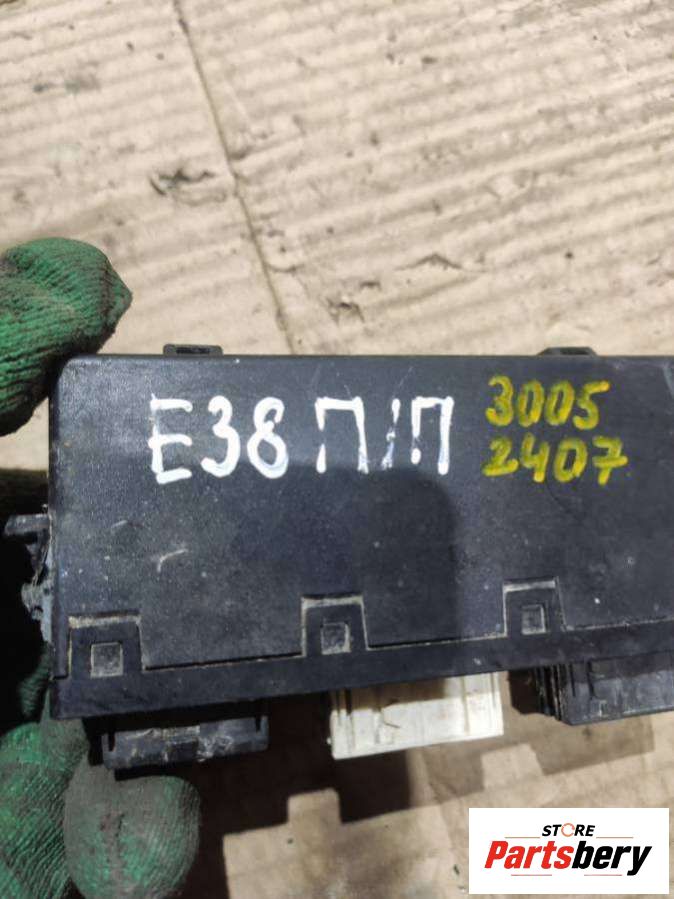 E38 П/П 3005
2407
STORE
Partsbery